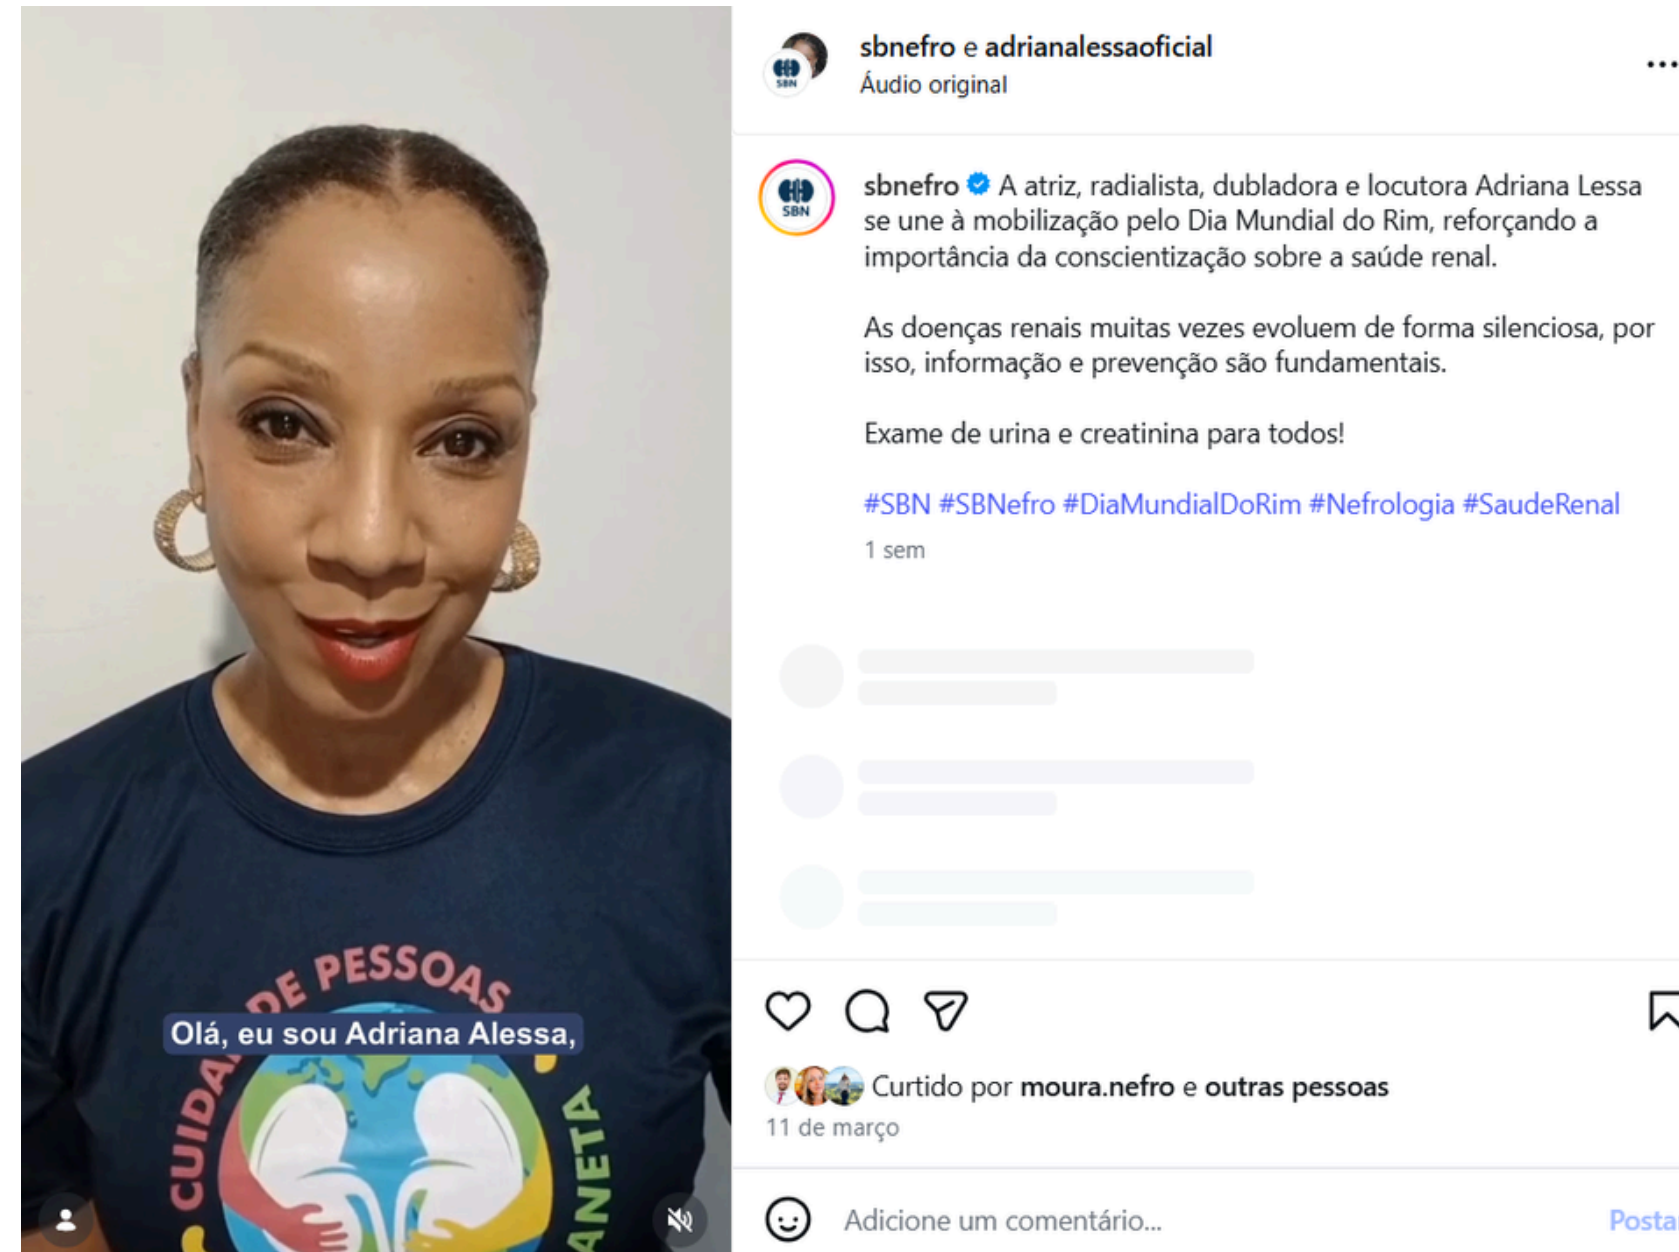 sbnefro e adrianalessaoficial
Áudio original
SBN
sbnefro A atriz, radialista, dubladora e locutora Adriana Lessa
se une à mobilização pelo Dia Mundial do Rim, reforçando a
importância da conscientização sobre a saúde renal.
As doenças renais muitas vezes evoluem de forma silenciosa, por
isso, informação e prevenção são fundamentais.
Exame de urina e creatinina para todos!
#SBN #SBNefro #DiaMundialDoRim #Nefrologia #SaudeRenal
1 sem
SBN
DE PESSOAS
Olá, eu sou Adriana Alessa,
Curtido por moura.nefro e outras pessoas
11 de março
Adicione um comentário...